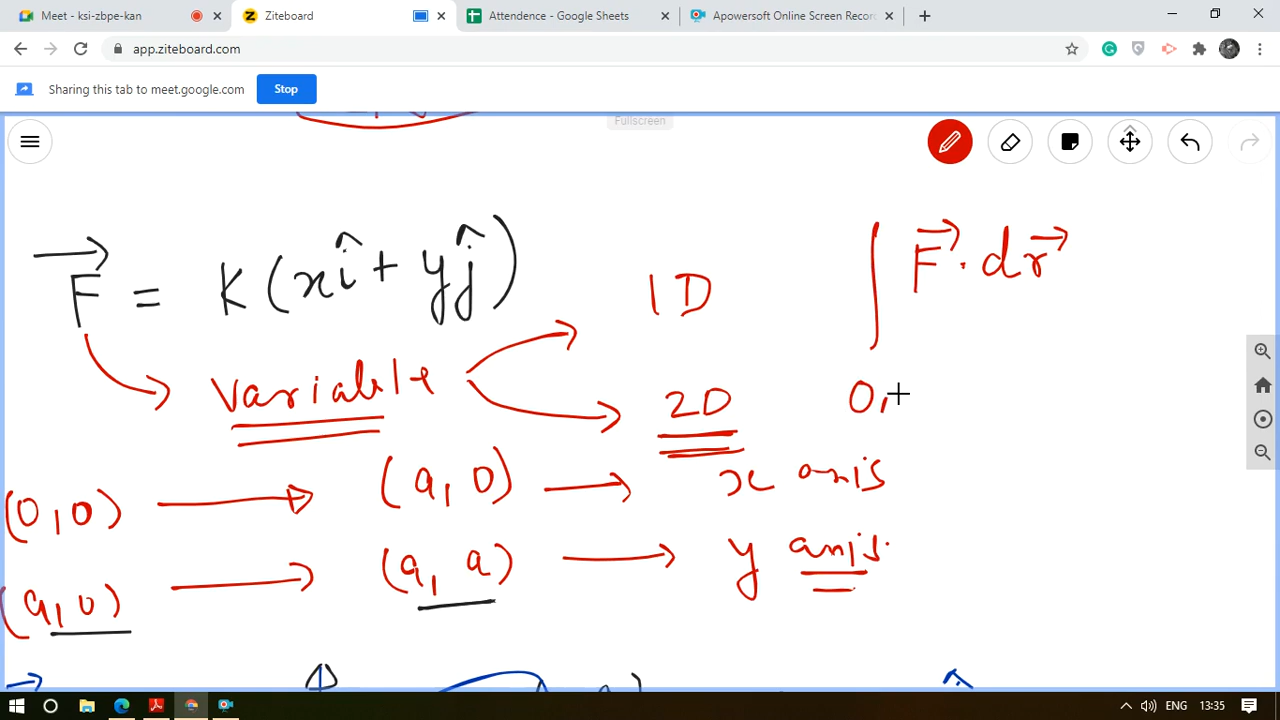 Meet - ksi-zbpe-kan
Ziteboard
Attendence - Google Sheets
Apowersoft Online Screen Recor
app.ziteboard.com
Sharing this tab to meet.google.com
Stop
Fullscreen
F = K(xî + yĵ)
1D
∫ F · dr
variable
2D
0,
(0,0) → (a,0) → x axis
(a,0) → (a, a) → y axis.
ENG
13:35